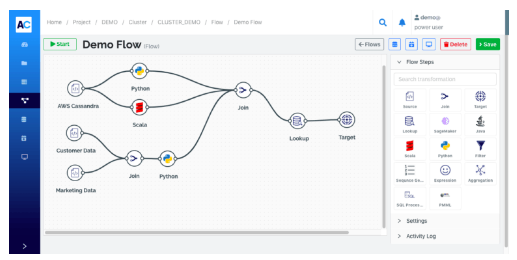 AC
Home / Project / DEMO / Cluster / CLUSTER_DEMO / Flow / Demo Flow
demo@
power user
Start
Demo Flow (Flow)
Flows
Delete
Save
Flow Steps
Search transformation
Source
Join
Target
Lookup
Sagemaker
Java
Scala
Python
Filter
Sequence Ge...
Expression
Aggregation
SQL Proces...
PMML
Settings
Activity Log
AWS Cassandra
Python
Scala
Join
Lookup
Target
Customer Data
Join
Python
Marketing Data